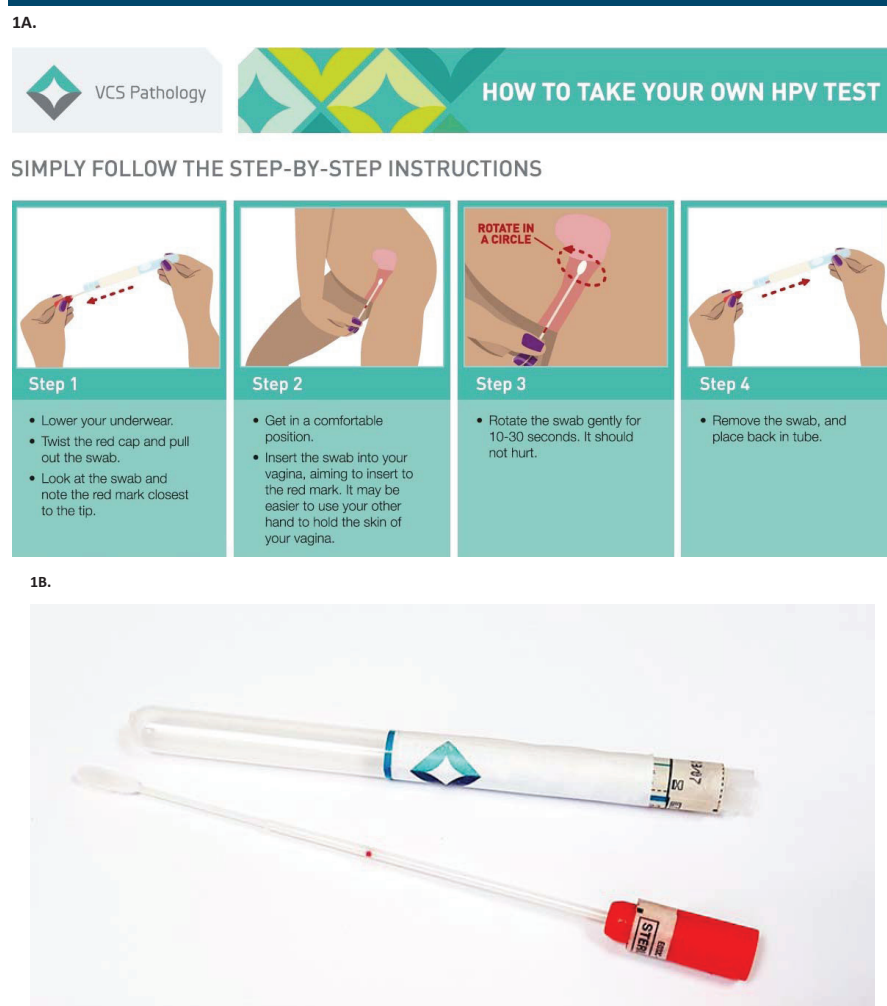 1A.
VCS Pathology
HOW TO TAKE YOUR OWN HPV TEST
SIMPLY FOLLOW THE STEP-BY-STEP INSTRUCTIONS
ROTATE IN
A CIRCLE
Step 1
• Lower your underwear.
• Twist the red cap and pull
out the swab.
• Look at the swab and
note the red mark closest
to the tip.
Step 2
• Get in a comfortable
position.
• Insert the swab into your
vagina, aiming to insert to
the red mark. It may be
easier to use your other
hand to hold the skin of
your vagina.
Step 3
• Rotate the swab gently for
10-30 seconds. It should
not hurt.
Step 4
• Remove the swab, and
place back in tube.
1B.